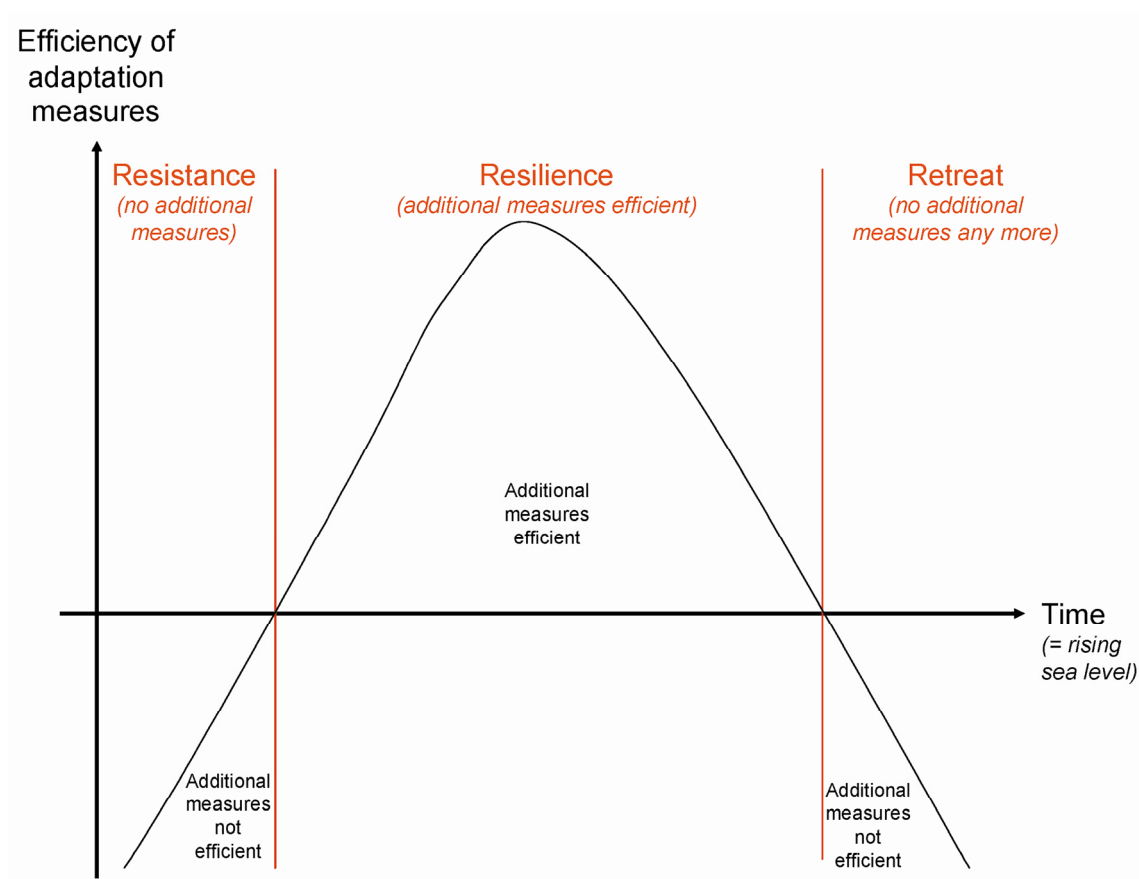 Efficiency of
adaptation
measures
Resistance
(no additional
measures)
Resilience
(additional measures efficient)
Retreat
(no additional
measures any more)
Additional
measures
efficient
Time
(= rising
sea level)
Additional
measures
not
efficient
Additional
measures
not
efficient